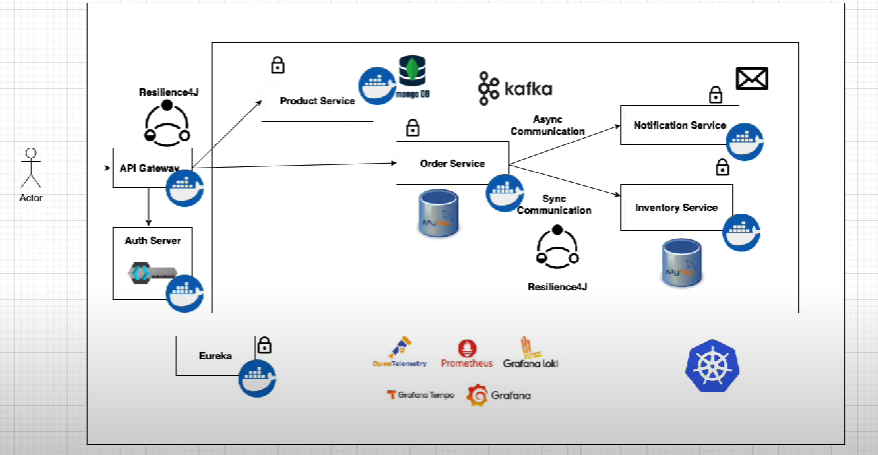 Resilience4J
Product Service
mongo DB
kafka
Async
Communication
Notification Service
API Gateway
Order Service
Actor
Sync
Communication
Inventory Service
Auth Server
My
Resilience4J
Eureka
OpenTelemetry
Prometheus
Grafana loki
Grafana Tempo
Grafana